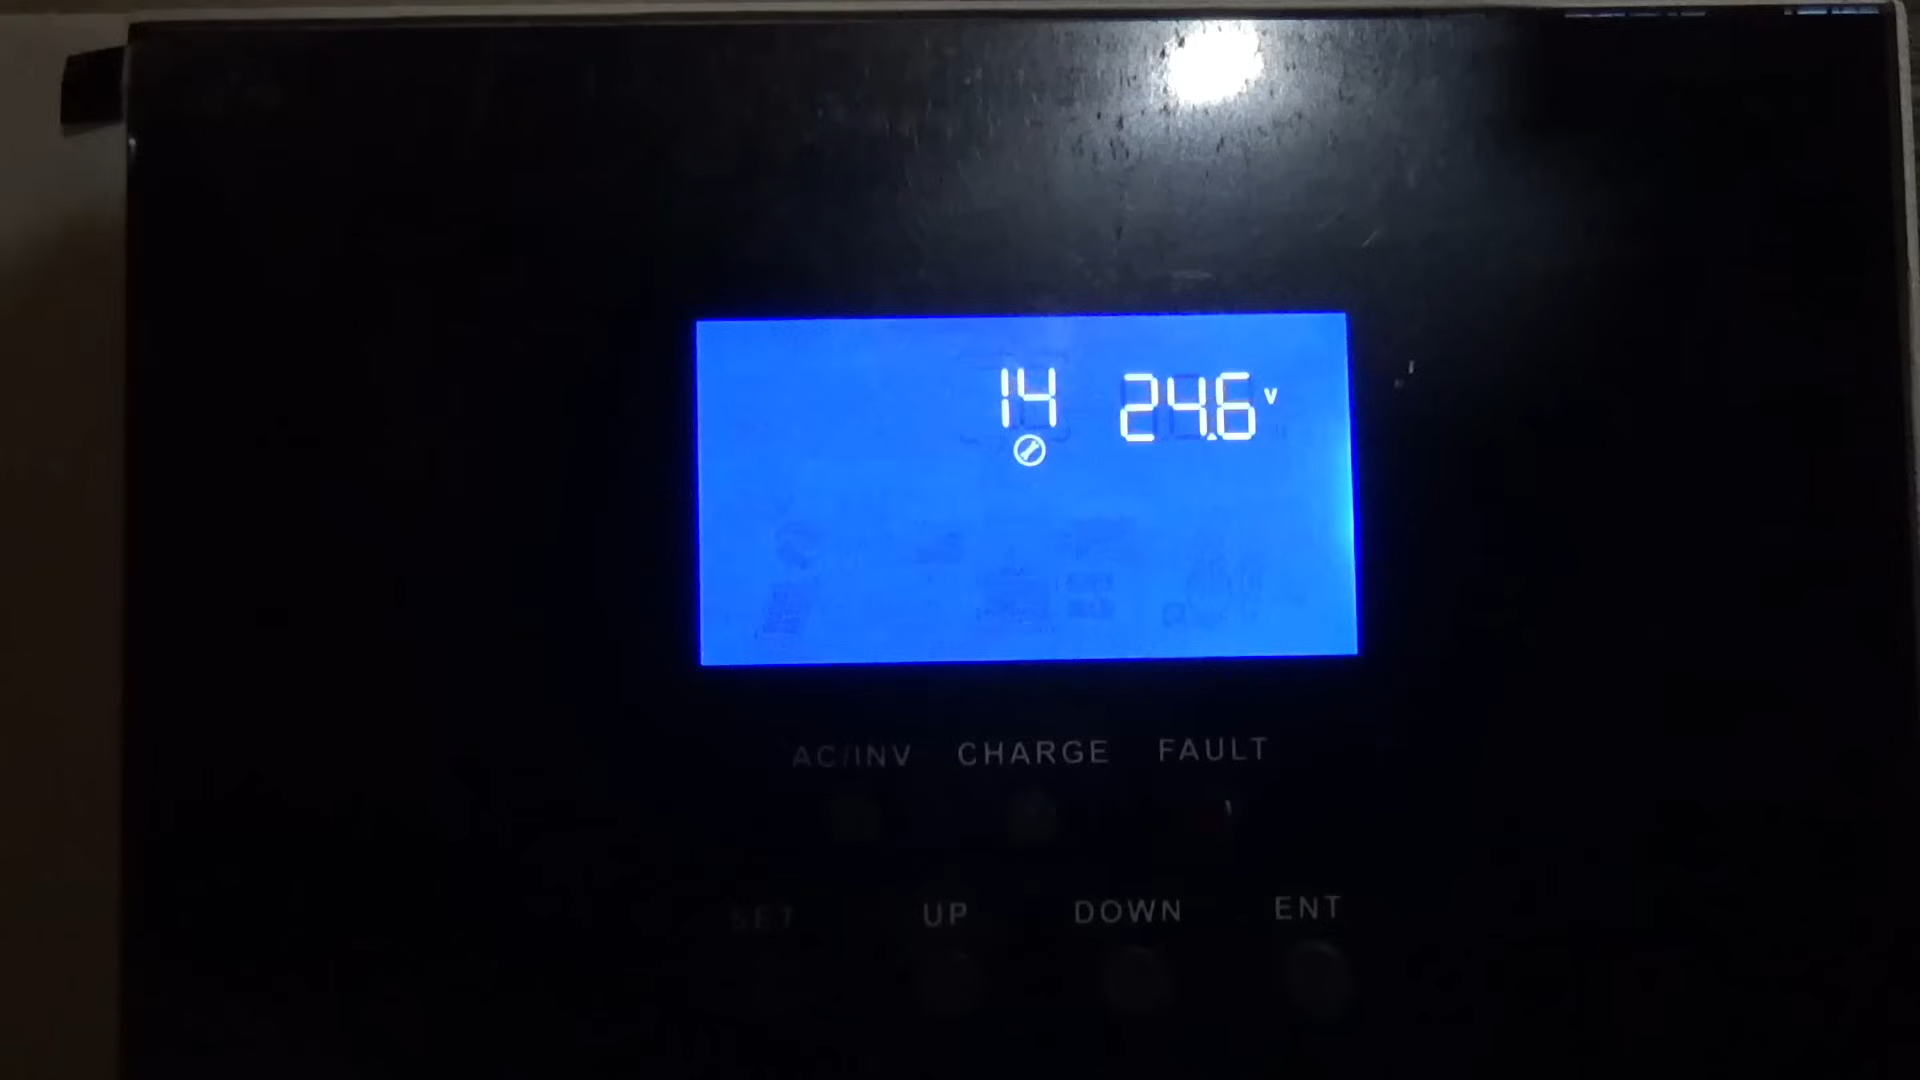 14 24.6 V
AC/INV CHARGE FAULT
SET UP DOWN ENT